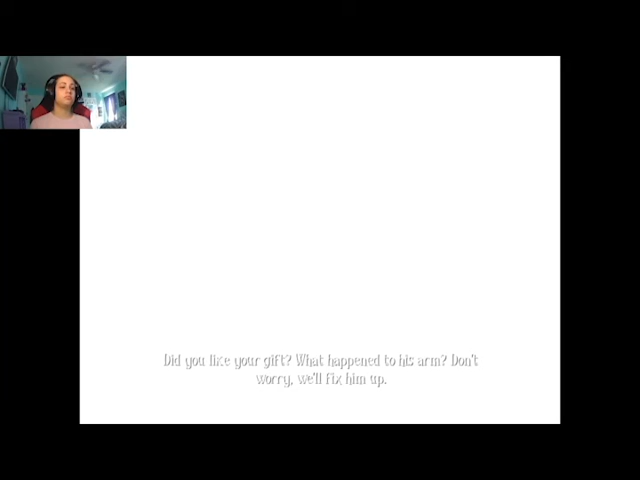 Did you like your gift? What happened to his arm? Don't
worry, we'll fix him up.